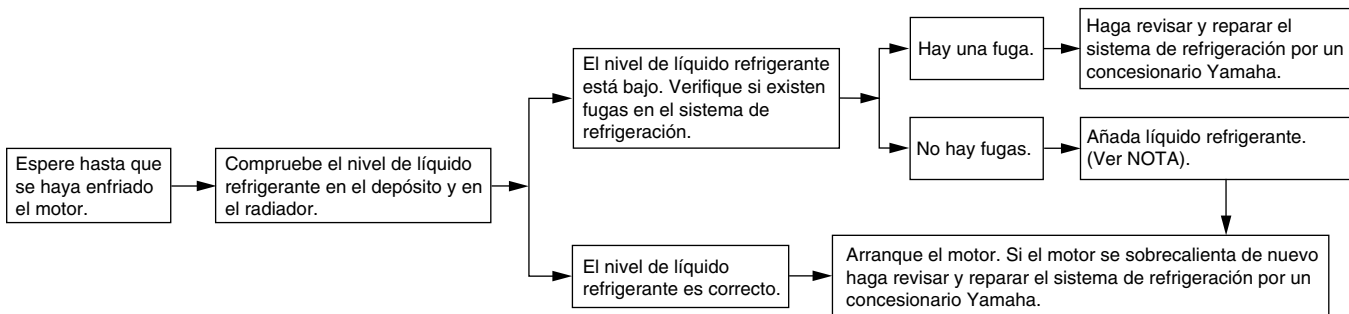 Espere hasta que
se haya enfriado
el motor.
Compruebe el nivel de líquido
refrigerante en el depósito y en
el radiador.
El nivel de líquido refrigerante
está bajo. Verifique si existen
fugas en el sistema de
refrigeración.
Hay una fuga.
Haga revisar y reparar el
sistema de refrigeración por un
concesionario Yamaha.
No hay fugas.
Añada líquido refrigerante.
(Ver NOTA).
El nivel de líquido
refrigerante es correcto.
Arranque el motor. Si el motor se sobrecalienta de nuevo
haga revisar y reparar el sistema de refrigeración por un
concesionario Yamaha.